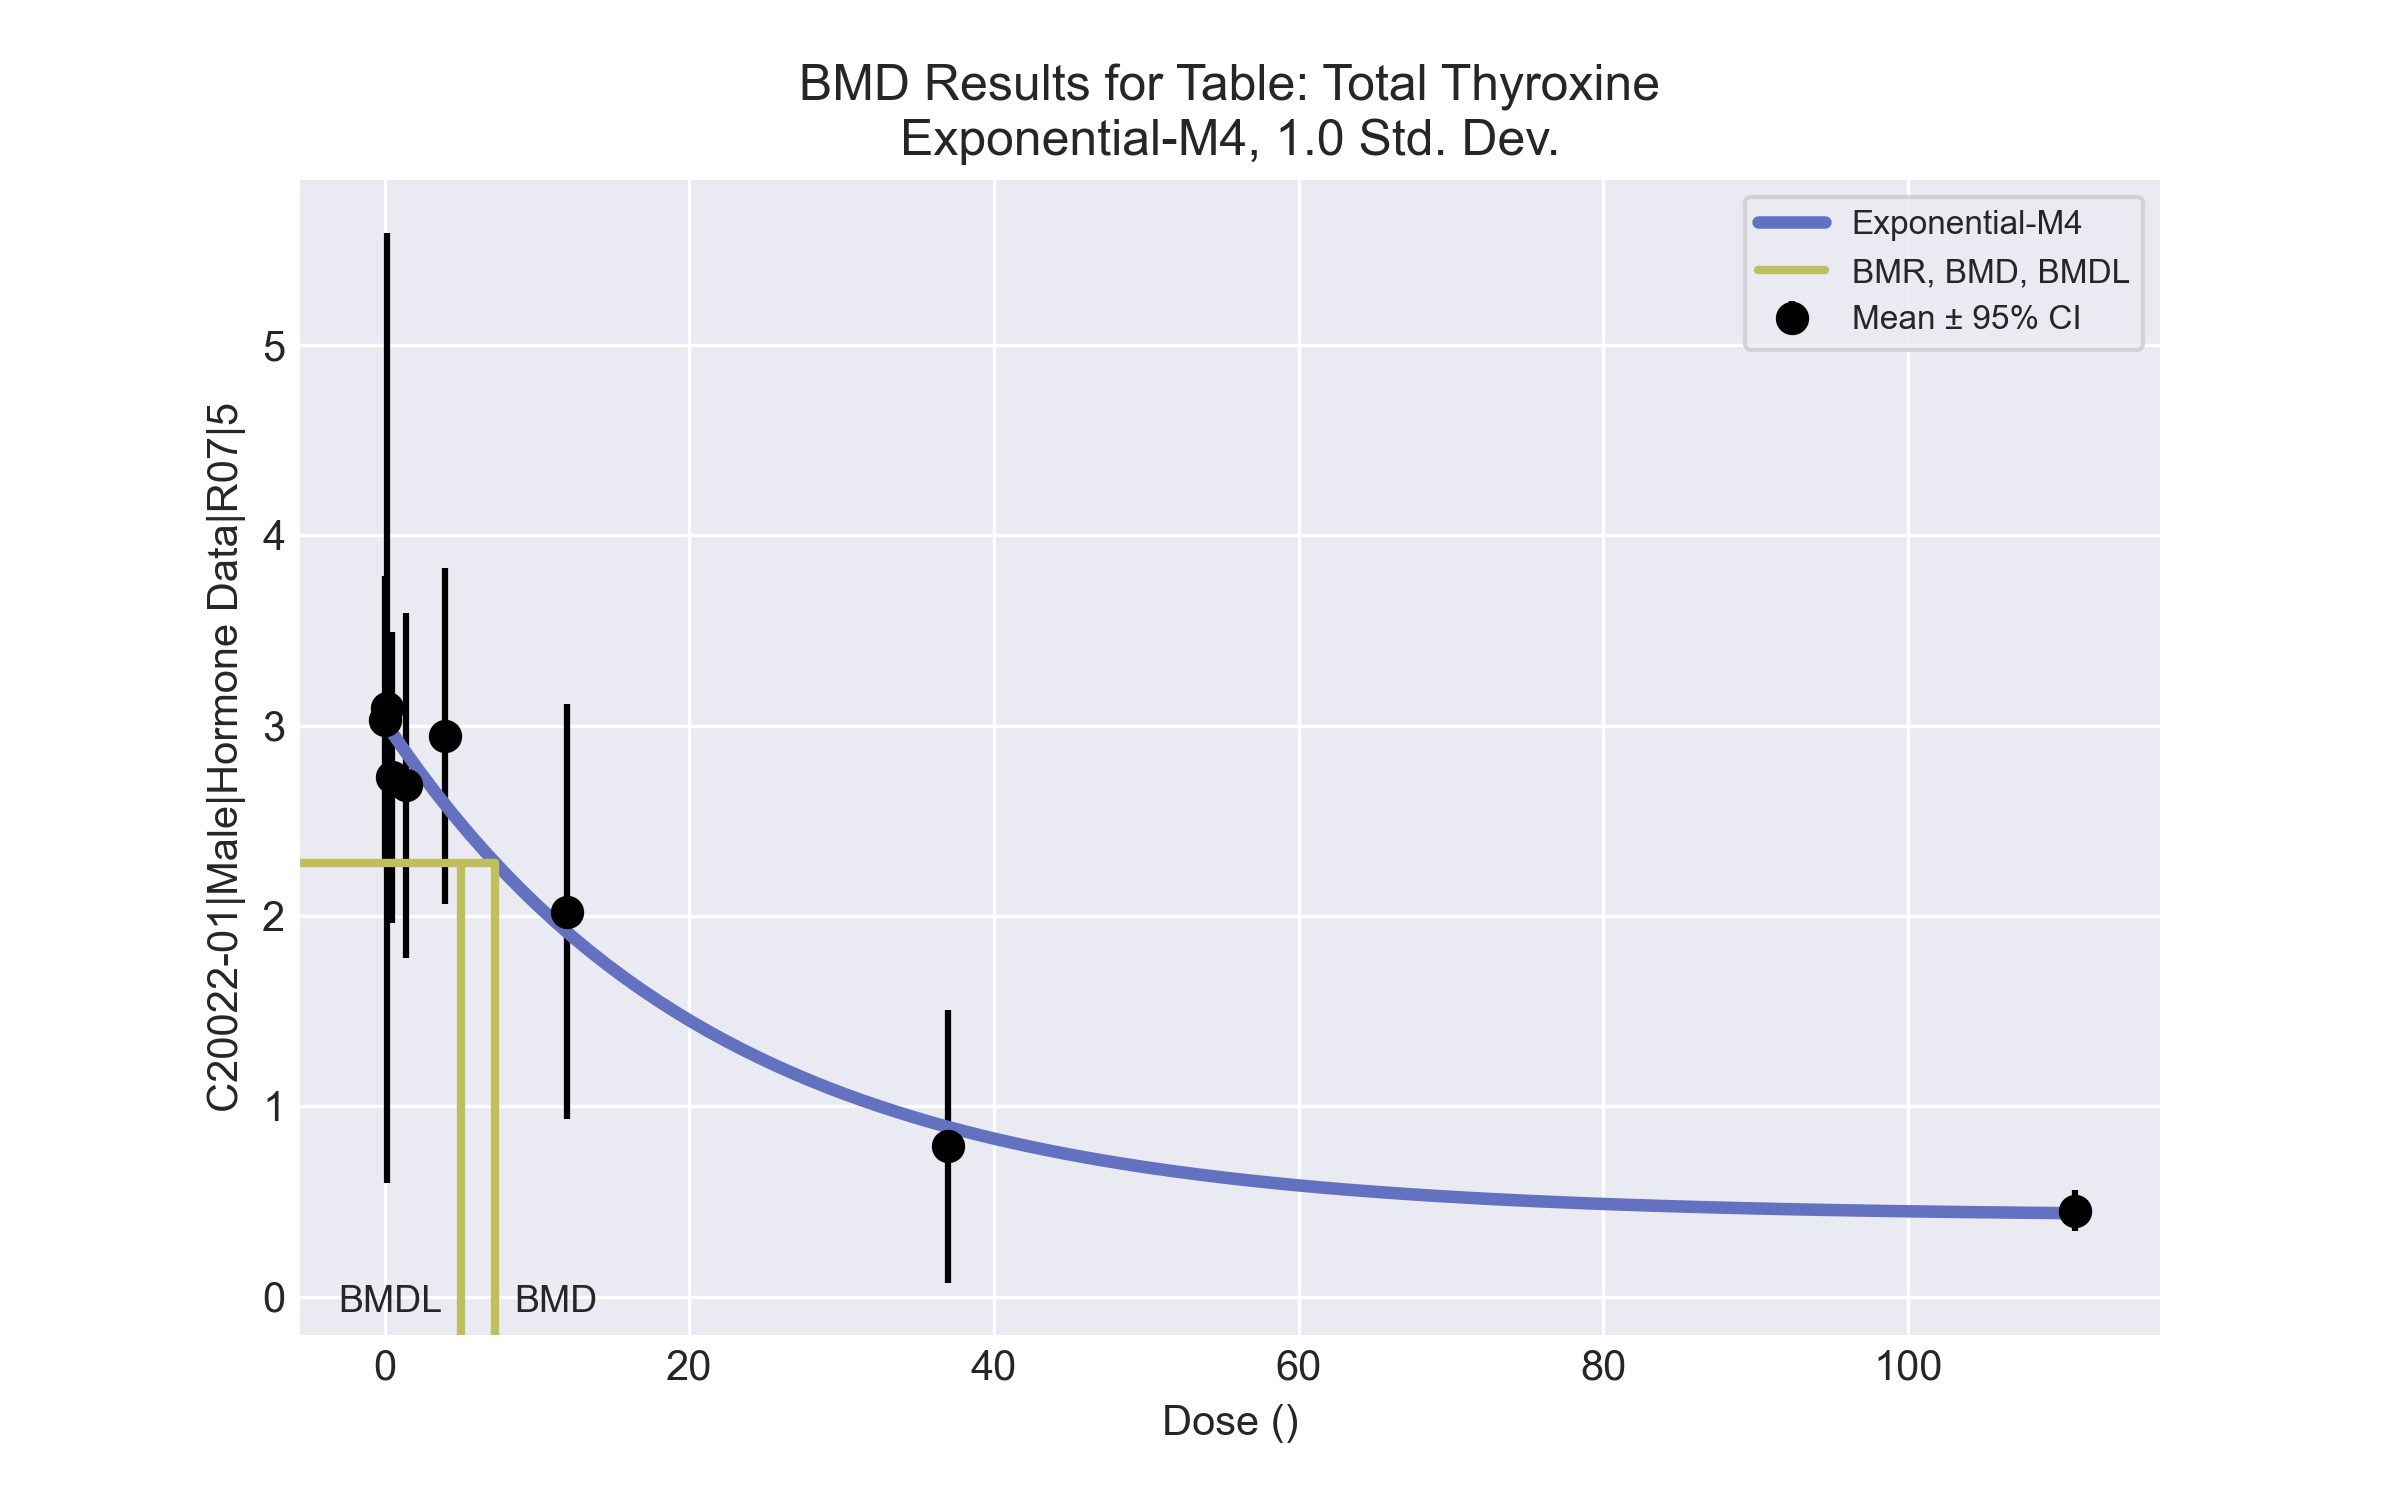 BMD Results for Table: Total Thyroxine
Exponential-M4, 1.0 Std. Dev.
Exponential-M4
BMR, BMD, BMDL
Mean ± 95% CI
C20022-01|Male|Hormone Data|R07|5
5
4
3
2
1
0
BMDL
BMD
0
20
40
60
80
100
Dose ()